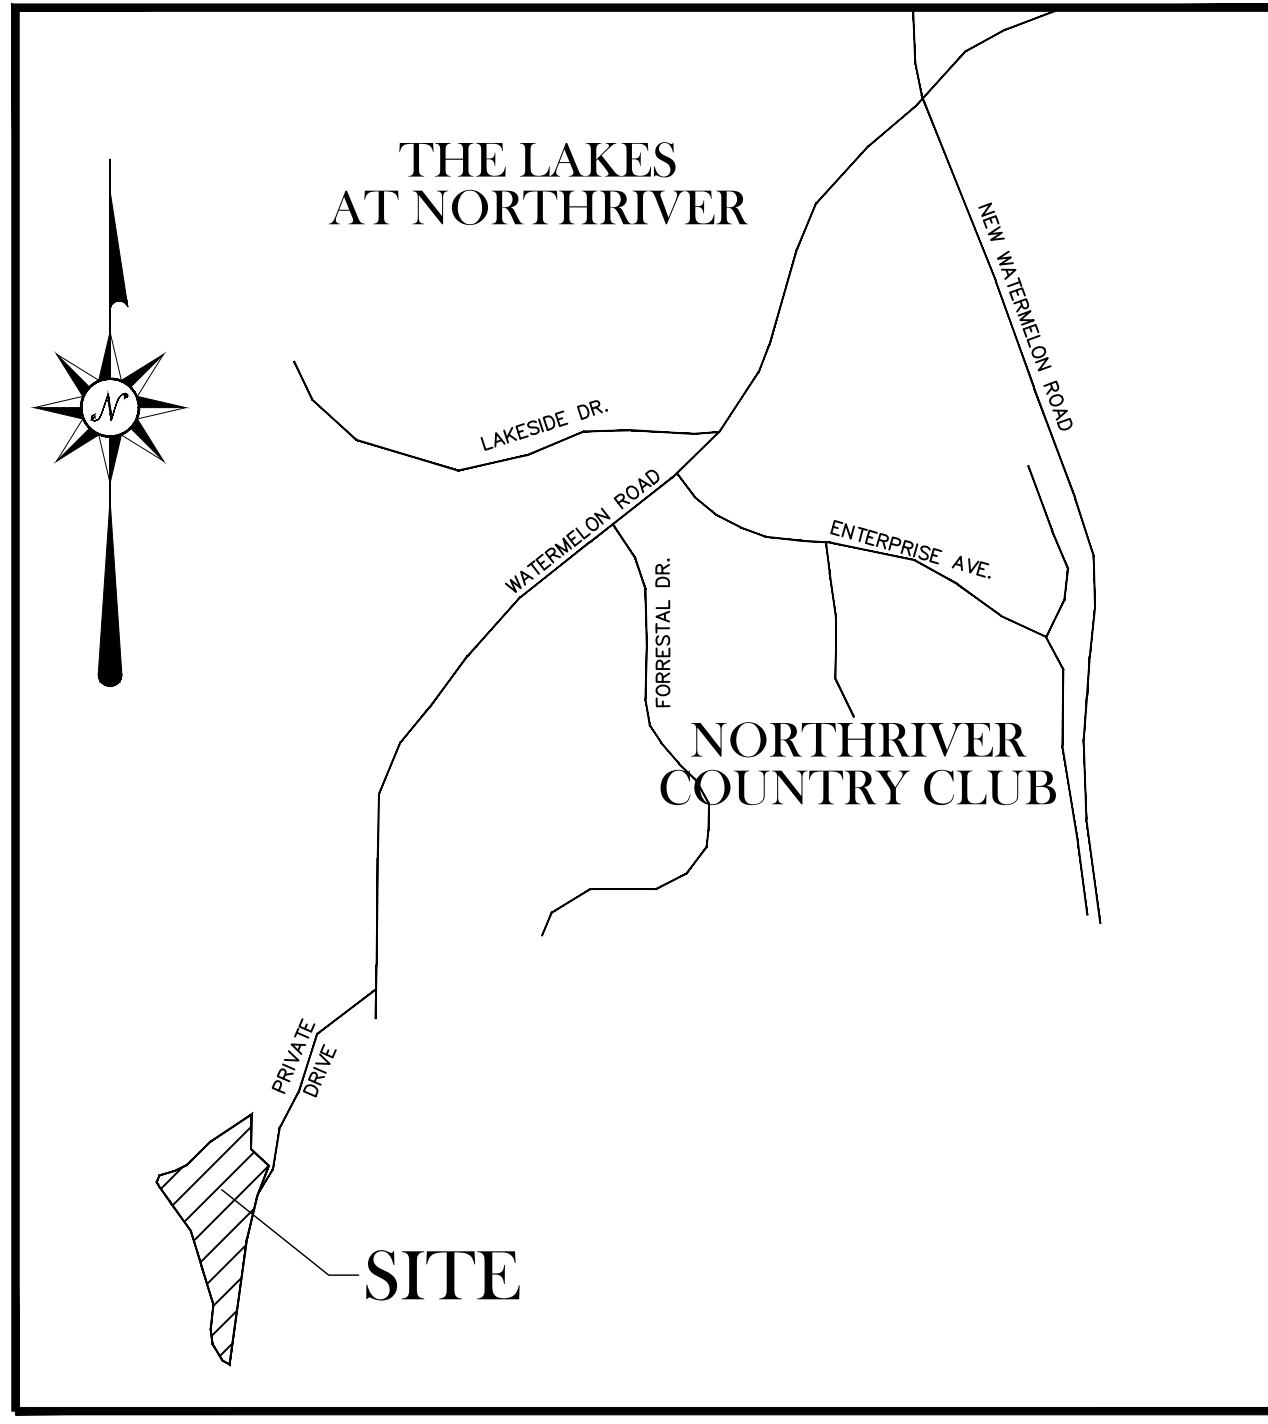 THE LAKES
AT NORTHRIVER
NEW WATERMELON ROAD
N
LAKESIDE DR.
WATERMELON ROAD
ENTERPRISE AVE.
FORRESTAL DR.
NORTHRIVER
COUNTRY CLUB
PRIVATE
DRIVE
SITE